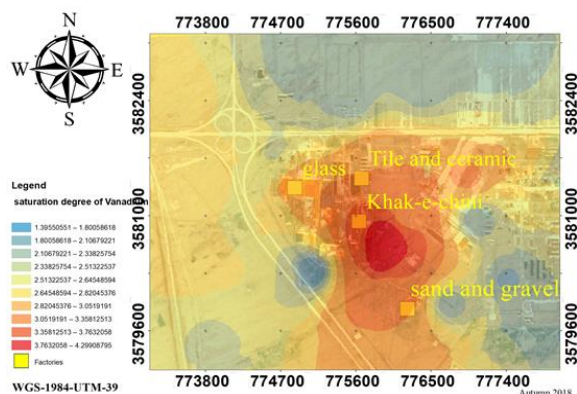 N
W E
S
773800 774700 775600 776500 777400
3582400 3582400
3581000 3581000
3579600 3579600
glass
Tile and ceramic
Khak-e-chini
sand and gravel
Legend
saturation degree of Vanadium
1.39550551 – 1.80058618
1.80058618 – 2.10679221
2.10679221 – 2.33825754
2.33825754 – 2.51322537
2.51322537 – 2.64548594
2.64548594 – 2.82045376
2.82045376 – 3.0519191
3.0519191 – 3.35812513
3.35812513 – 3.7632058
3.7632058 – 4.29908795
Factories
773800 774700 775600 776500 777400
WGS-1984-UTM-39
Autumn 2018